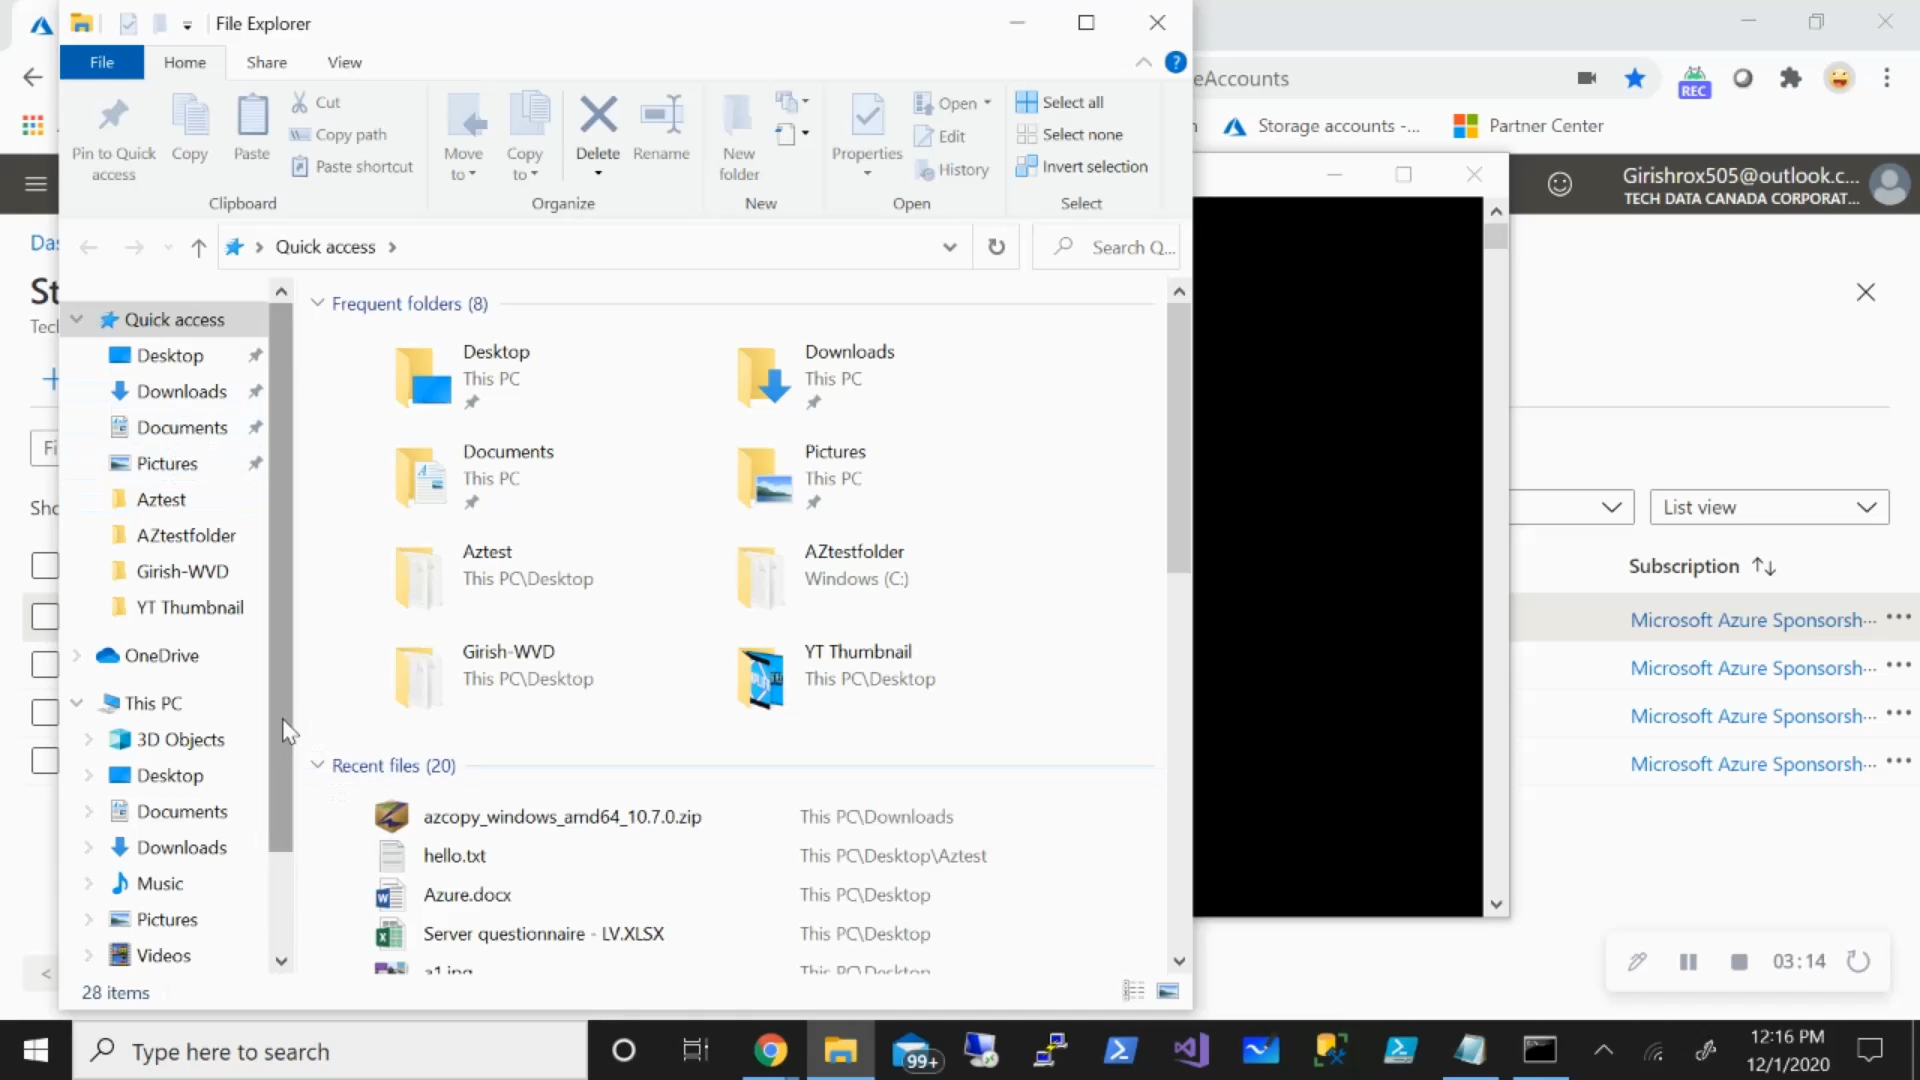 File Explorer
File
Home
Share
View
Pin to Quick access
Copy
Paste
Cut
Copy path
Paste shortcut
Clipboard
Move to
Copy to
Delete
Rename
Organize
New folder
New
Properties
Open
Edit
History
Open
Select all
Select none
Invert selection
Select
Quick access
Search Q...
eAccounts
REC
Storage accounts -...
Partner Center
Girishrox505@outlook.c...
TECH DATA CANADA CORPORAT...
Quick access
Desktop
Downloads
Documents
Pictures
Aztest
AZtestfolder
Girish-WVD
YT Thumbnail
OneDrive
This PC
3D Objects
Desktop
Documents
Downloads
Music
Pictures
Videos
Frequent folders (8)
Desktop
This PC
Downloads
This PC
Documents
This PC
Pictures
This PC
Aztest
This PC\Desktop
AZtestfolder
Windows (C:)
Girish-WVD
This PC\Desktop
YT Thumbnail
This PC\Desktop
Recent files (20)
azcopy_windows_amd64_10.7.0.zip This PC\Downloads
hello.txt This PC\Desktop\Aztest
Azure.docx This PC\Desktop
Server questionnaire - LV.XLSX This PC\Desktop
28 items
List view
Subscription
Microsoft Azure Sponsorsh...
Microsoft Azure Sponsorsh...
Microsoft Azure Sponsorsh...
Microsoft Azure Sponsorsh...
03:14
Type here to search
99+
12:16 PM
12/1/2020